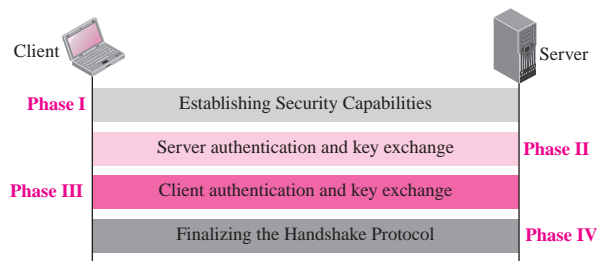 Client
Server
Phase I
Establishing Security Capabilities
Server authentication and key exchange
Phase II
Phase III
Client authentication and key exchange
Finalizing the Handshake Protocol
Phase IV